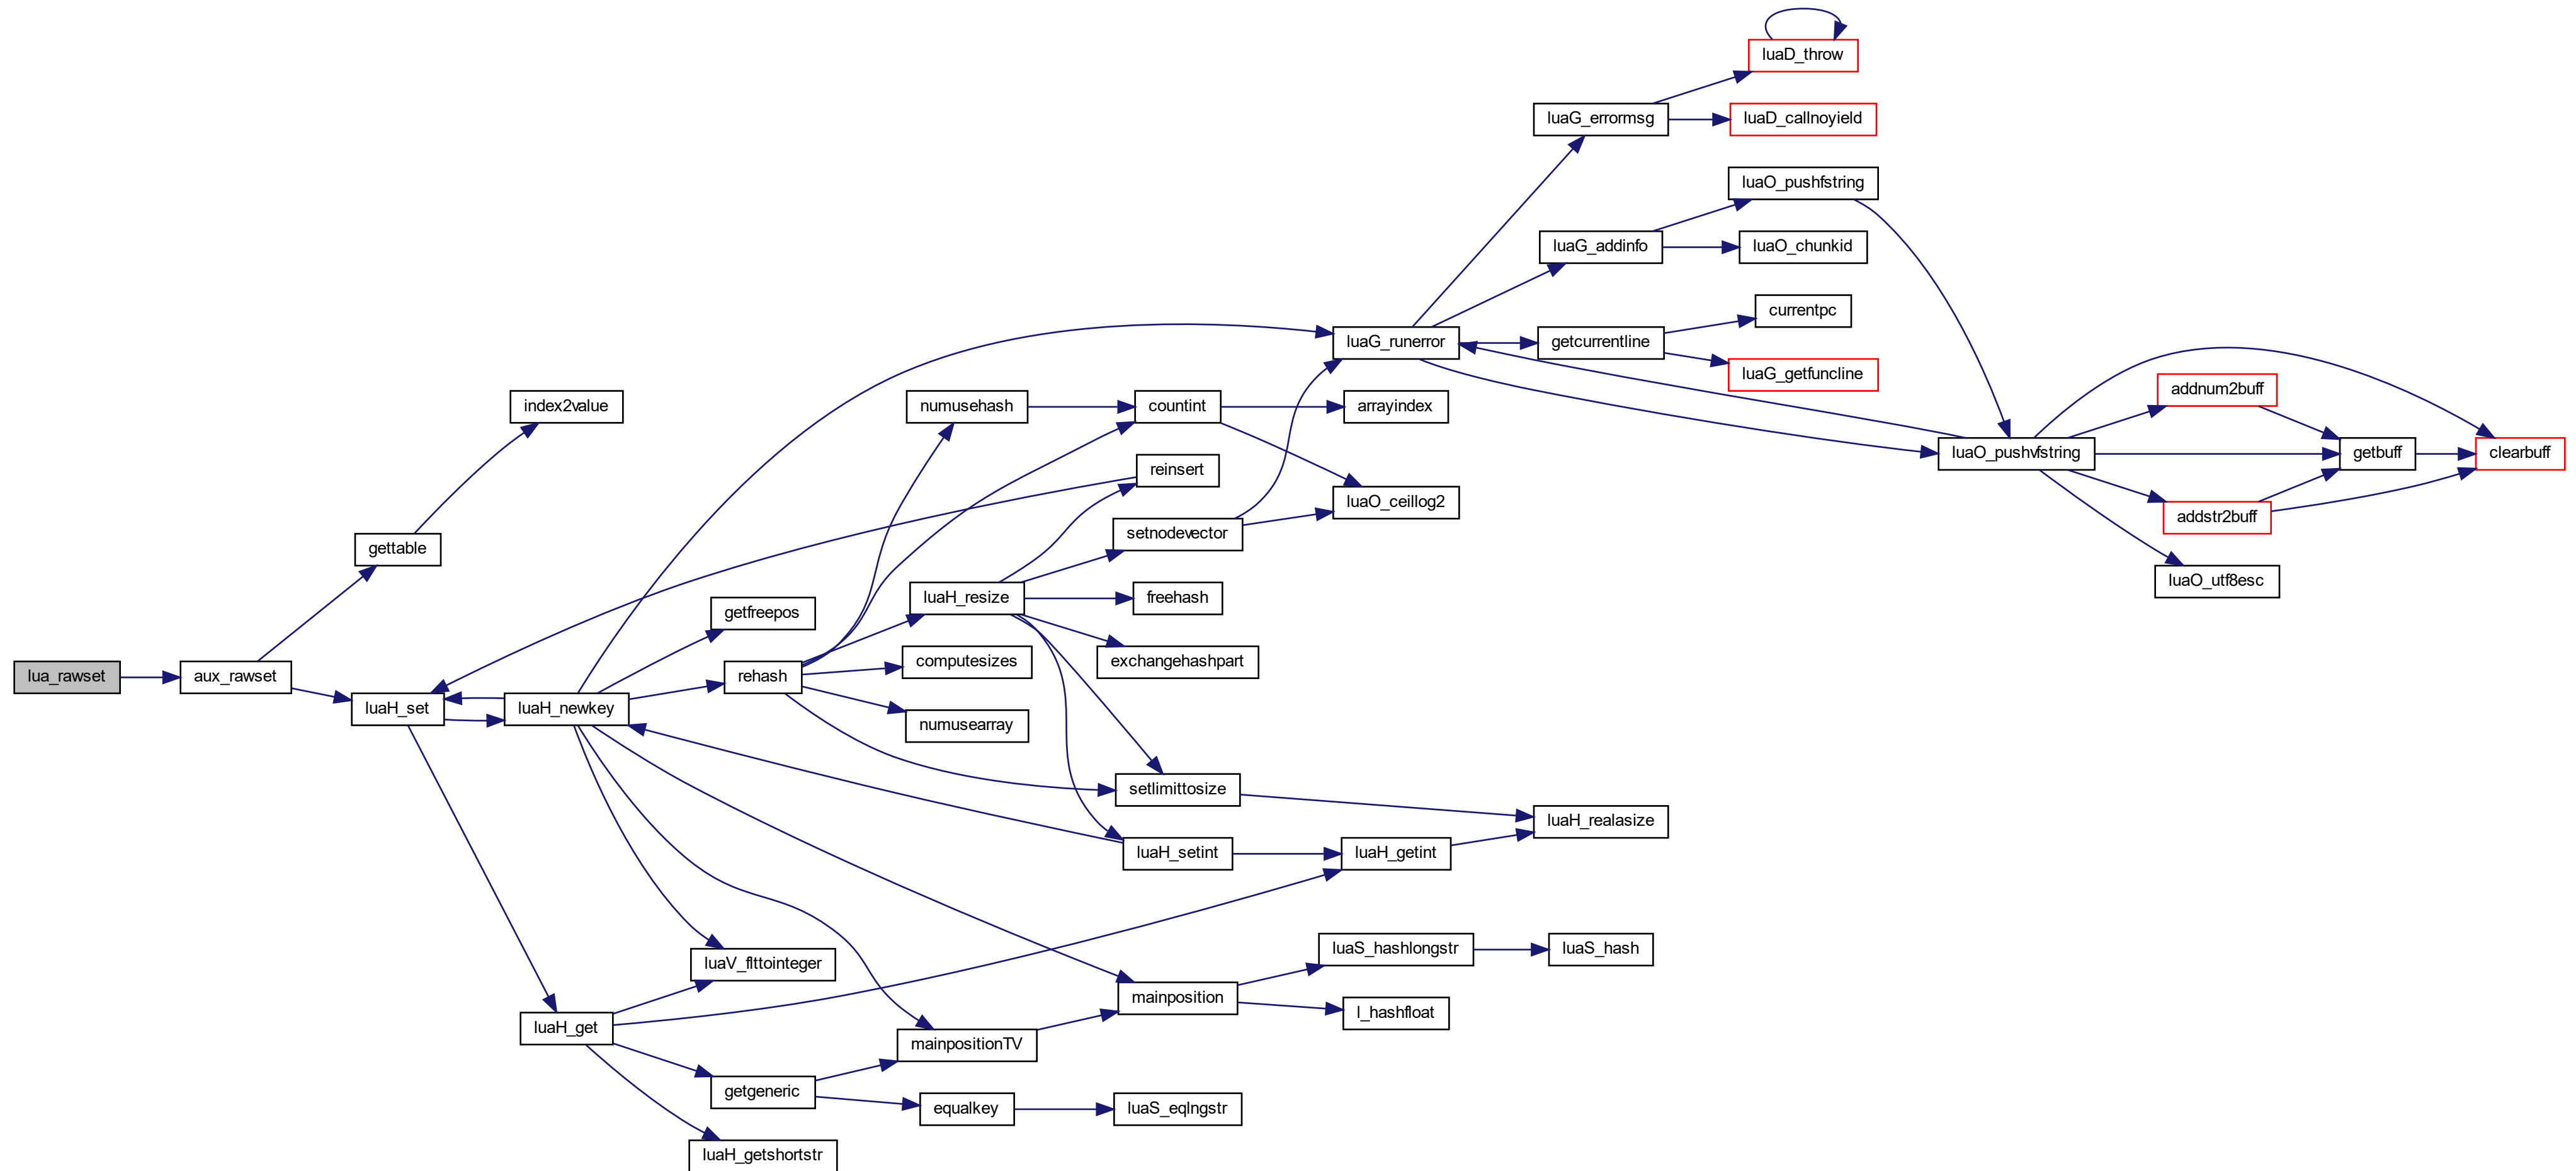 luaD_throw
luaG_errormsg
luaD_callnoyield
luaO_pushfstring
luaG_addinfo
luaO_chunkid
currentpc
luaG_runerror
getcurrentline
luaG_getfuncline
index2value
numusehash
countint
arrayindex
addnum2buff
luaO_pushvfstring
getbuff
clearbuff
reinsert
luaO_ceillog2
addstr2buff
setnodevector
gettable
luaO_utf8esc
luaH_resize
freehash
getfreepos
exchangehashpart
computesizes
lua_rawset
aux_rawset
rehash
luaH_set
luaH_newkey
numusearray
setlimittosize
luaH_realasize
luaH_setint
luaH_getint
luaS_hashlongstr
luaS_hash
luaV_flttointeger
mainposition
l_hashfloat
luaH_get
mainpositionTV
getgeneric
equalkey
luaS_eqlngstr
luaH_getshortstr